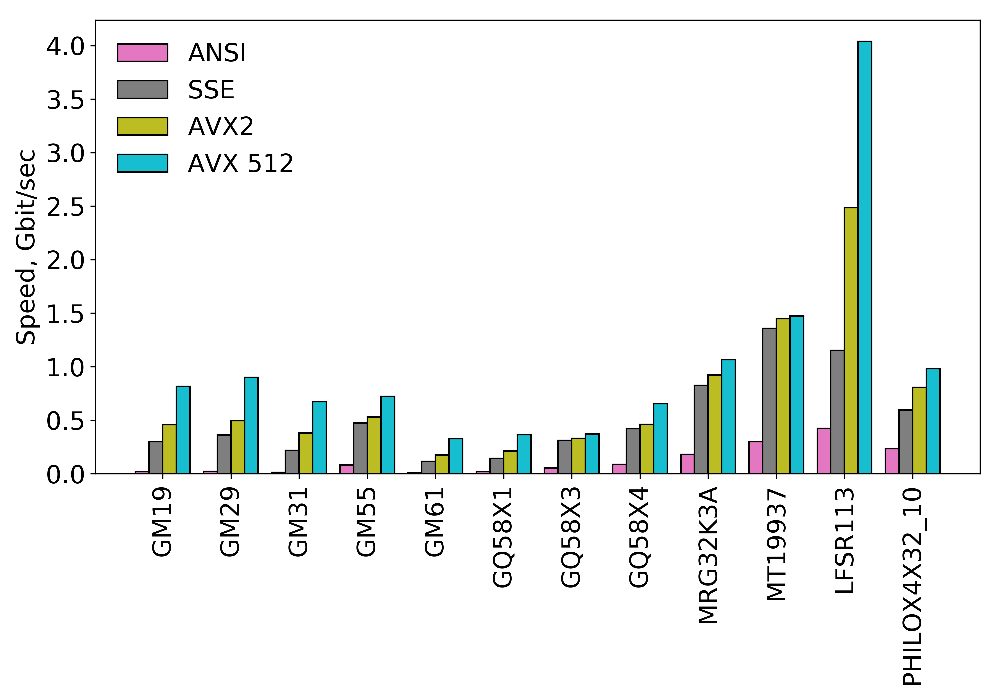 ANSI
SSE
AVX2
AVX 512
Speed, Gbit/sec
4.0
3.5
3.0
2.5
2.0
1.5
1.0
0.5
0.0
GM19
GM29
GM31
GM55
GM61
GQ58X1
GQ58X3
GQ58X4
MRG32K3A
MT19937
LFSR113
PHILOX4X32_10